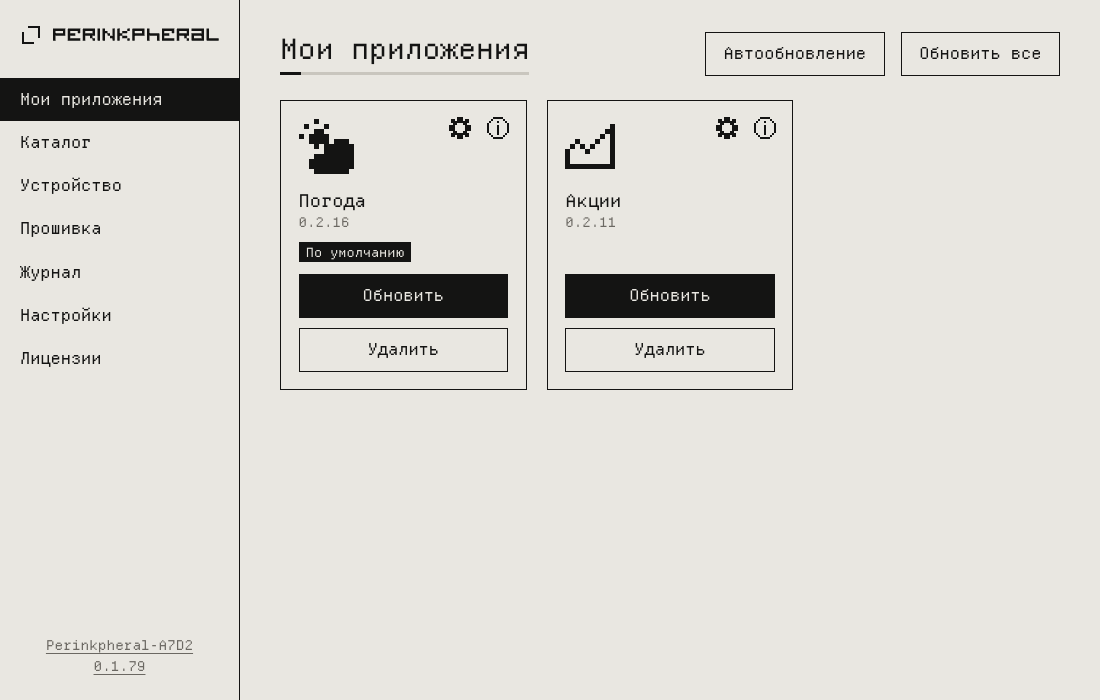 PERINKPHERAL
Мои приложения
Каталог
Устройство
Прошивка
Журнал
Настройки
Лицензии
Perinkpheral-A7D2
0.1.79
Мои приложения
Автообновление
Обновить все
Погода
0.2.16
По умолчанию
Обновить
Удалить
Акции
0.2.11
Обновить
Удалить